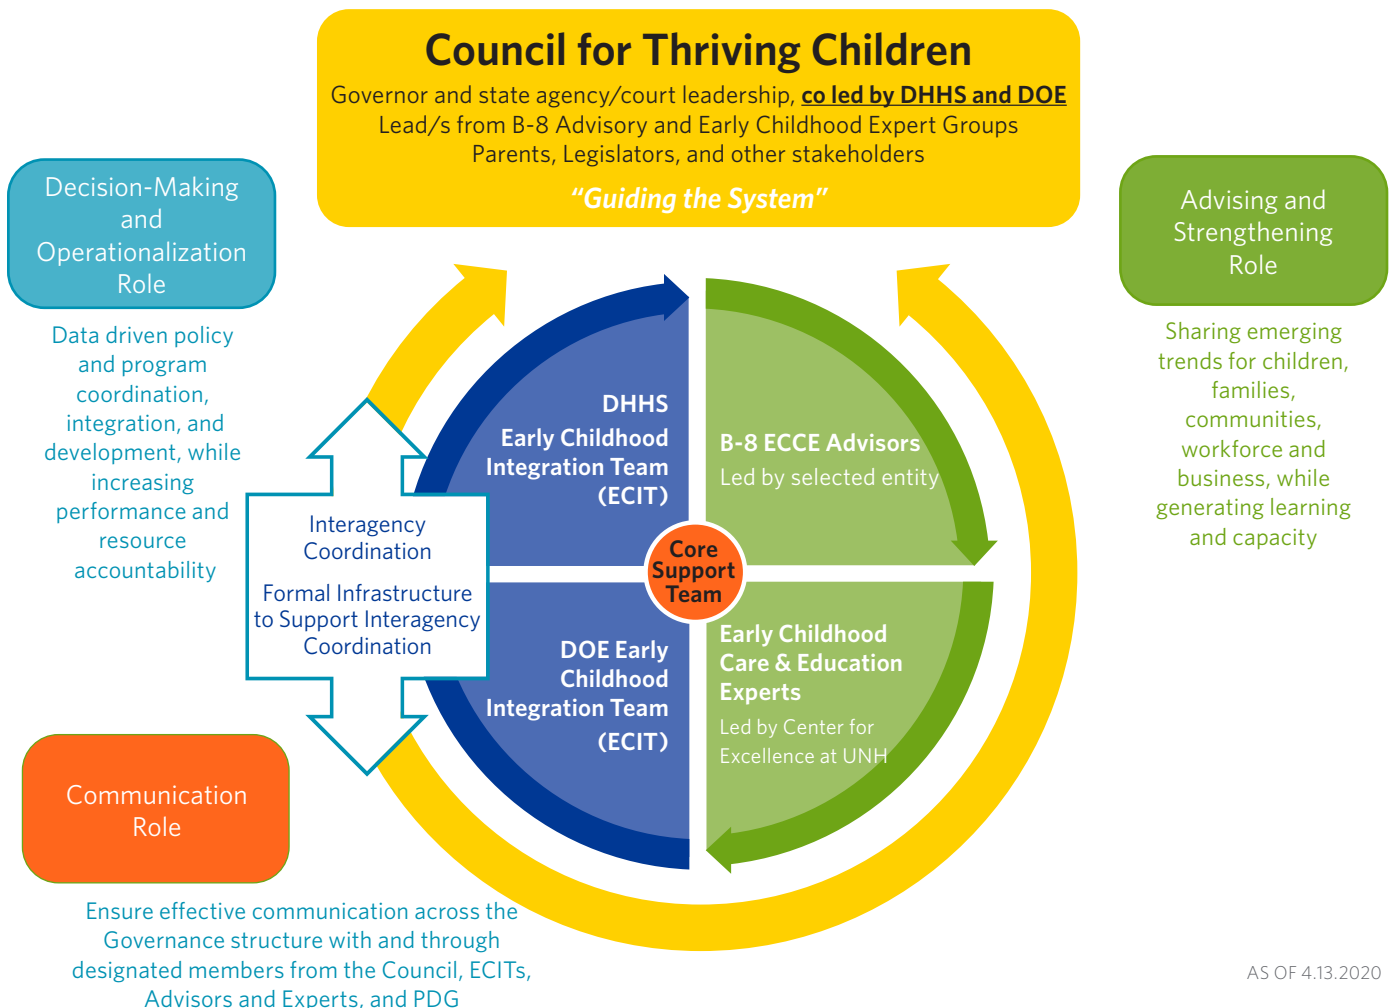 Council for Thriving Children
Governor and state agency/court leadership, co led by DHHS and DOE
Lead/s from B-8 Advisory and Early Childhood Expert Groups
Parents, Legislators, and other stakeholders
“Guiding the System”
Decision-Making
and
Operationalization
Role
Data driven policy
and program
coordination,
integration, and
development, while
increasing
performance and
resource
accountability
Advising and
Strengthening
Role
Sharing emerging
trends for children,
families,
communities,
workforce and
business, while
generating learning
and capacity
DHHS
Early Childhood
Integration Team
(ECIT)
B-8 ECCE Advisors
Led by selected entity
Interagency
Coordination
Formal Infrastructure
to Support Interagency
Coordination
Core
Support
Team
DOE Early
Childhood
Integration Team
(ECIT)
Early Childhood
Care & Education
Experts
Led by Center for
Excellence at UNH
Communication
Role
Ensure effective communication across the
Governance structure with and through
designated members from the Council, ECITs,
Advisors and Experts, and PDG
AS OF 4.13.2020